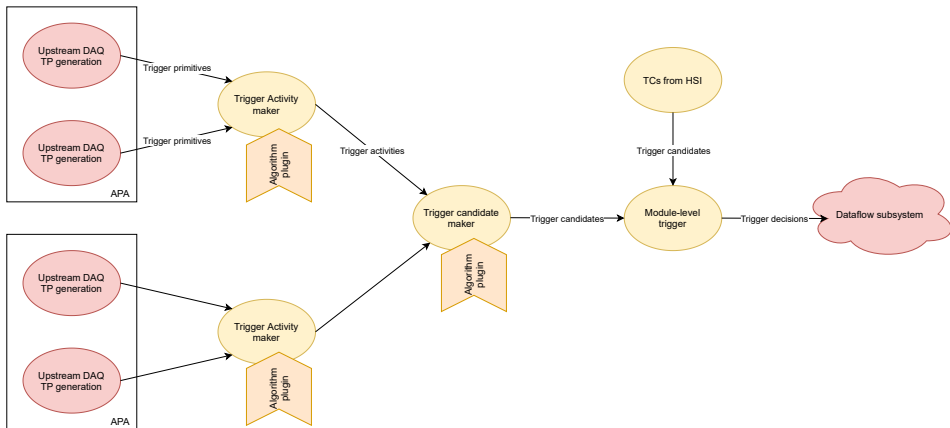 Upstream DAQ
TP generation
Trigger primitives
Upstream DAQ
TP generation
Trigger primitives
APA
Trigger Activity
maker
Algorithm
plugin
Trigger activities
Upstream DAQ
TP generation
Upstream DAQ
TP generation
APA
Trigger Activity
maker
Algorithm
plugin
Trigger candidate
maker
Algorithm
plugin
Trigger candidates
TCs from HSI
Trigger candidates
Module-level
trigger
Trigger decisions
Dataflow subsystem